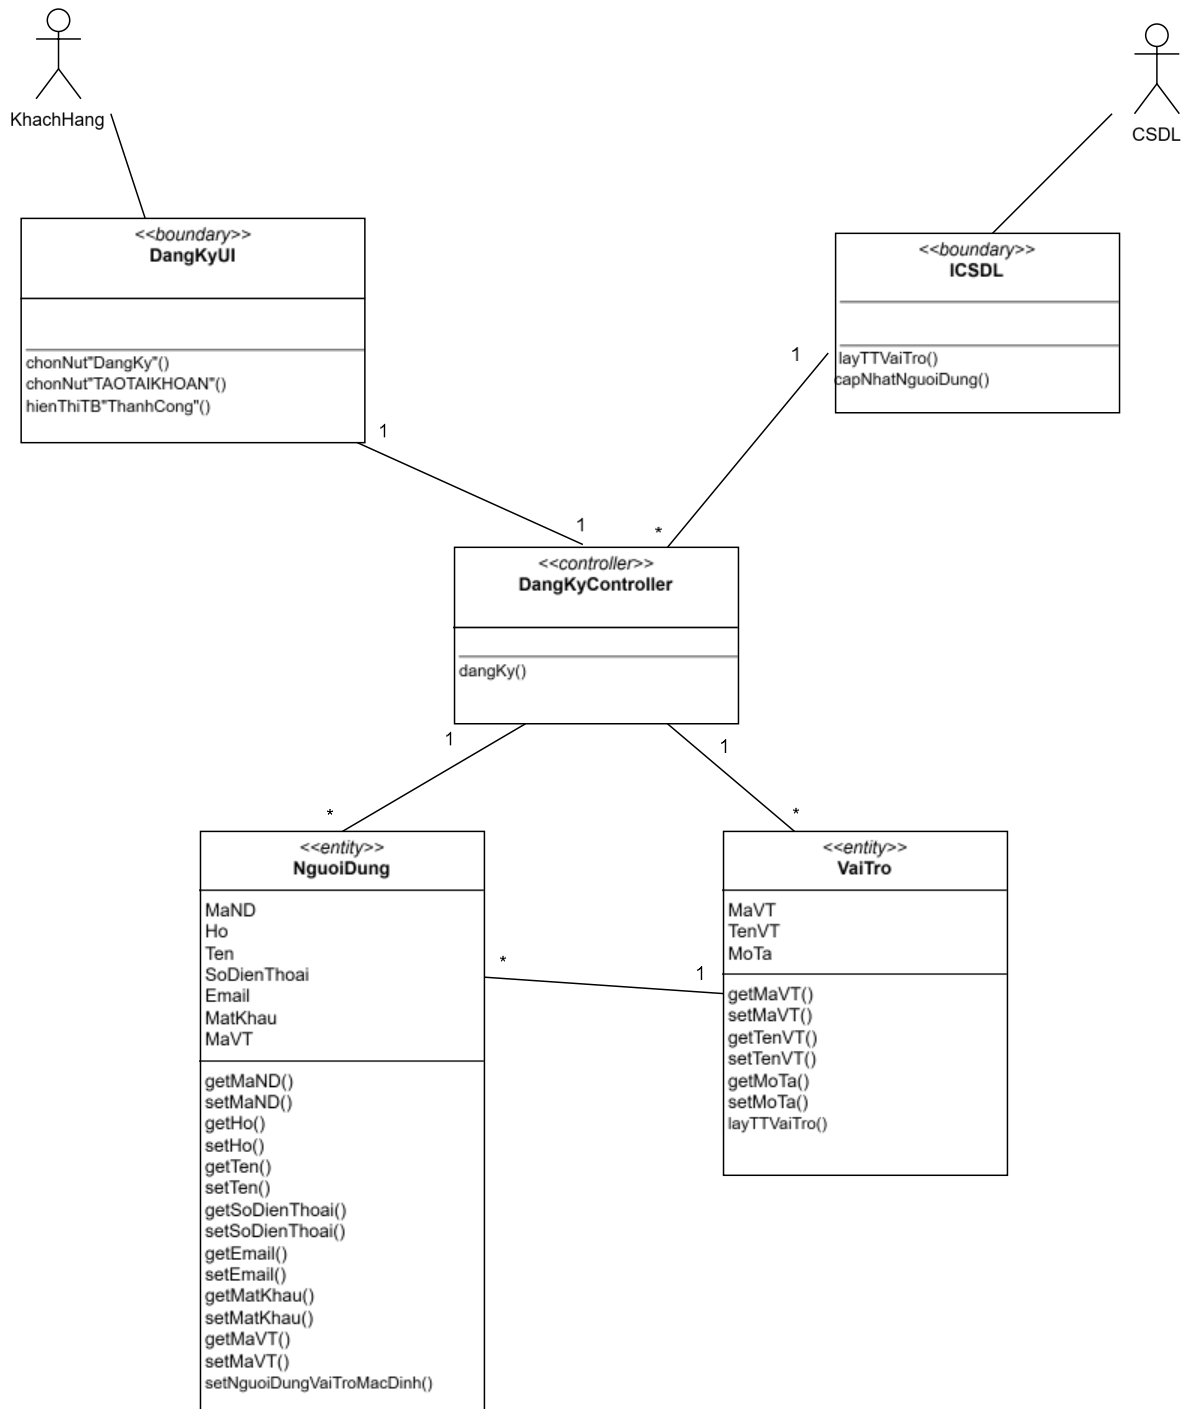 KhachHang
CSDL
<<boundary>>
DangKyUI
chonNut"DangKy"()
chonNut"TAOTAIKHOAN"()
hienThiTB"ThanhCong"()
<<boundary>>
ICSDL
layTTVaiTro()
capNhatNguoiDung()
1
1
1
*
<<controller>>
DangKyController
dangKy()
1
1
*
*
<<entity>>
NguoiDung
MaND
Ho
Ten
SoDienThoai
Email
MatKhau
MaVT
getMaND()
setMaND()
getHo()
setHo()
getTen()
setTen()
getSoDienThoai()
setSoDienThoai()
getEmail()
setEmail()
getMatKhau()
setMatKhau()
getMaVT()
setMaVT()
setNguoiDungVaiTroMacDinh()
*
1
<<entity>>
VaiTro
MaVT
TenVT
MoTa
getMaVT()
setMaVT()
getTenVT()
setTenVT()
getMoTa()
setMoTa()
layTTVaiTro()